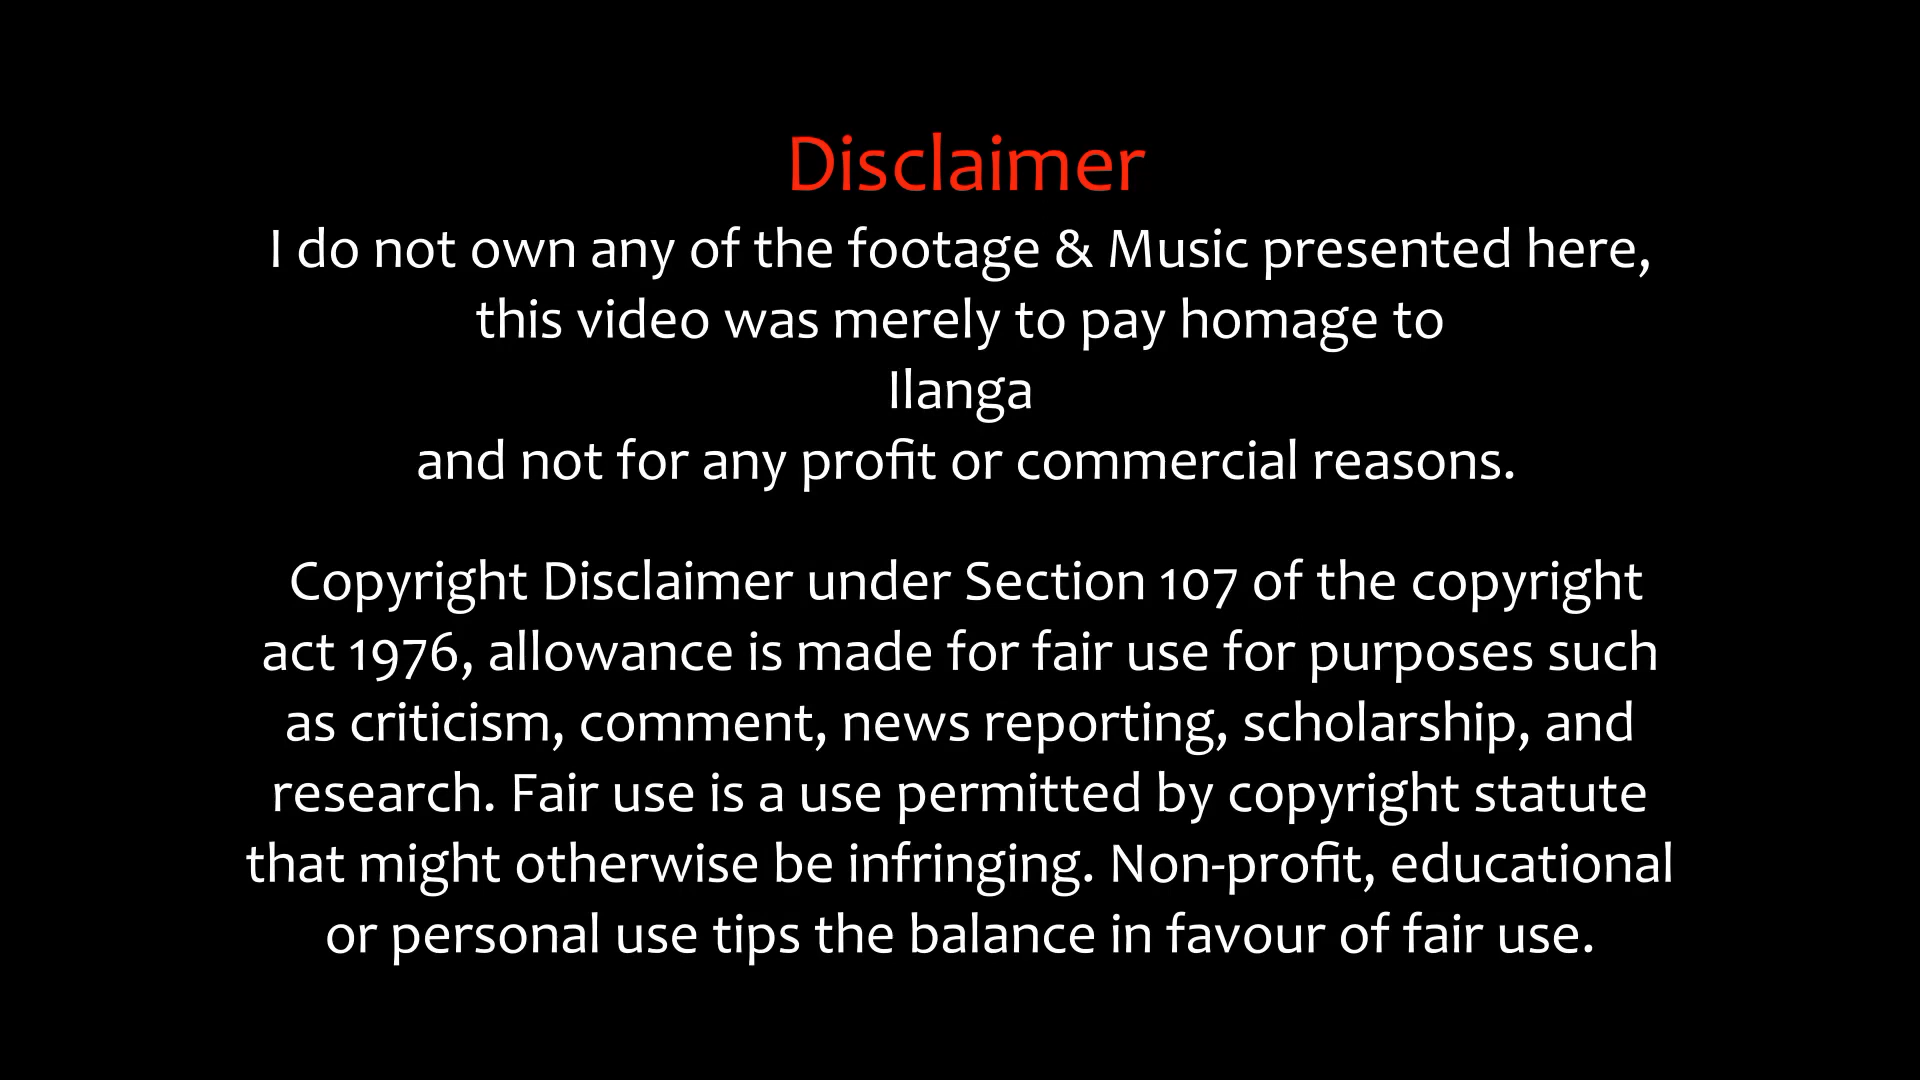 Disclaimer
I do not own any of the footage & Music presented here,
this video was merely to pay homage to
Ilanga
and not for any profit or commercial reasons.
Copyright Disclaimer under Section 107 of the copyright
act 1976, allowance is made for fair use for purposes such
as criticism, comment, news reporting, scholarship, and
research. Fair use is a use permitted by copyright statute
that might otherwise be infringing. Non-profit, educational
or personal use tips the balance in favour of fair use.